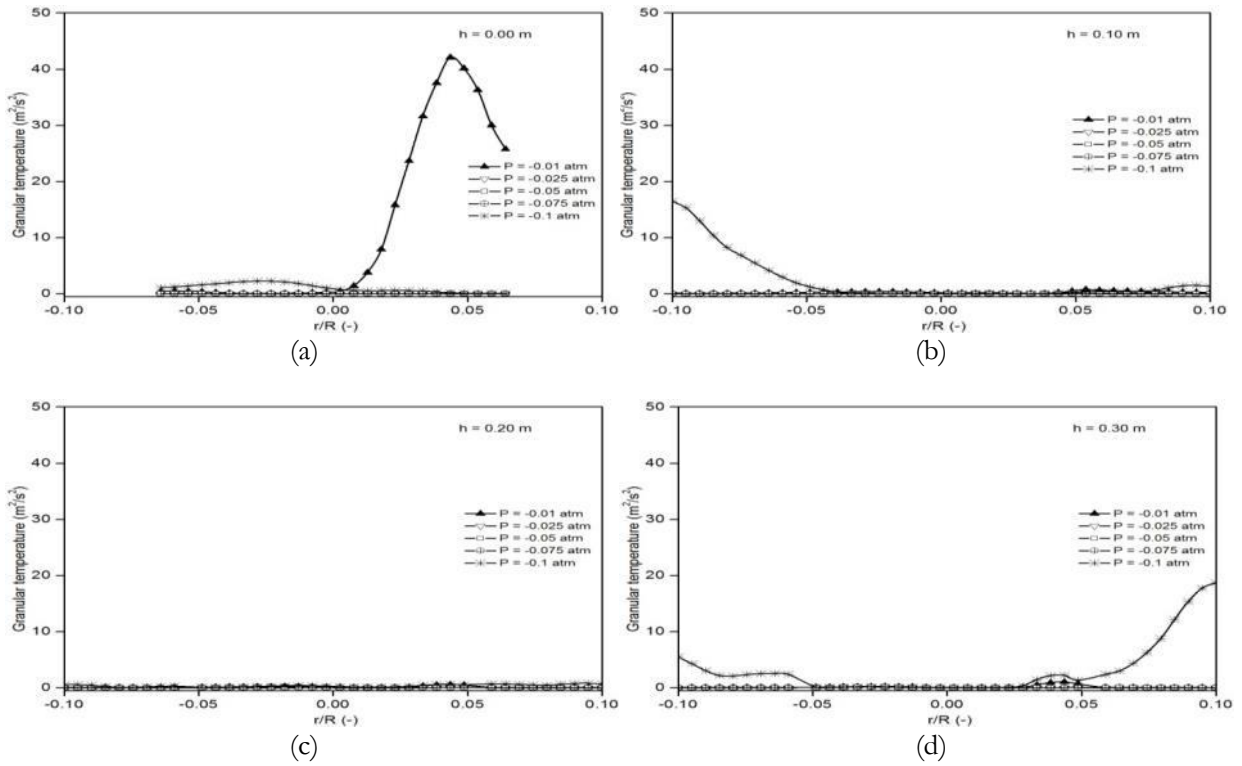 50
40
30
20
10
0
Granular temperature (m²/s²)
h = 0.00 m
P = -0.01 atm
P = -0.025 atm
P = -0.05 atm
P = -0.075 atm
P = -0.1 atm
-0.10
-0.05
0.00
0.05
0.10
r/R (-)
(a)
50
40
30
20
10
0
Granular temperature (m²/s²)
h = 0.10 m
P = -0.01 atm
P = -0.025 atm
P = -0.05 atm
P = -0.075 atm
P = -0.1 atm
-0.10
-0.05
0.00
0.05
0.10
r/R (-)
(b)
50
40
30
20
10
0
Granular temperature (m²/s²)
h = 0.20 m
P = -0.01 atm
P = -0.025 atm
P = -0.05 atm
P = -0.075 atm
P = -0.1 atm
-0.10
-0.05
0.00
0.05
0.10
r/R (-)
(c)
50
40
30
20
10
0
Granular temperature (m²/s²)
h = 0.30 m
P = -0.01 atm
P = -0.025 atm
P = -0.05 atm
P = -0.075 atm
P = -0.1 atm
-0.10
-0.05
0.00
0.05
0.10
r/R (-)
(d)